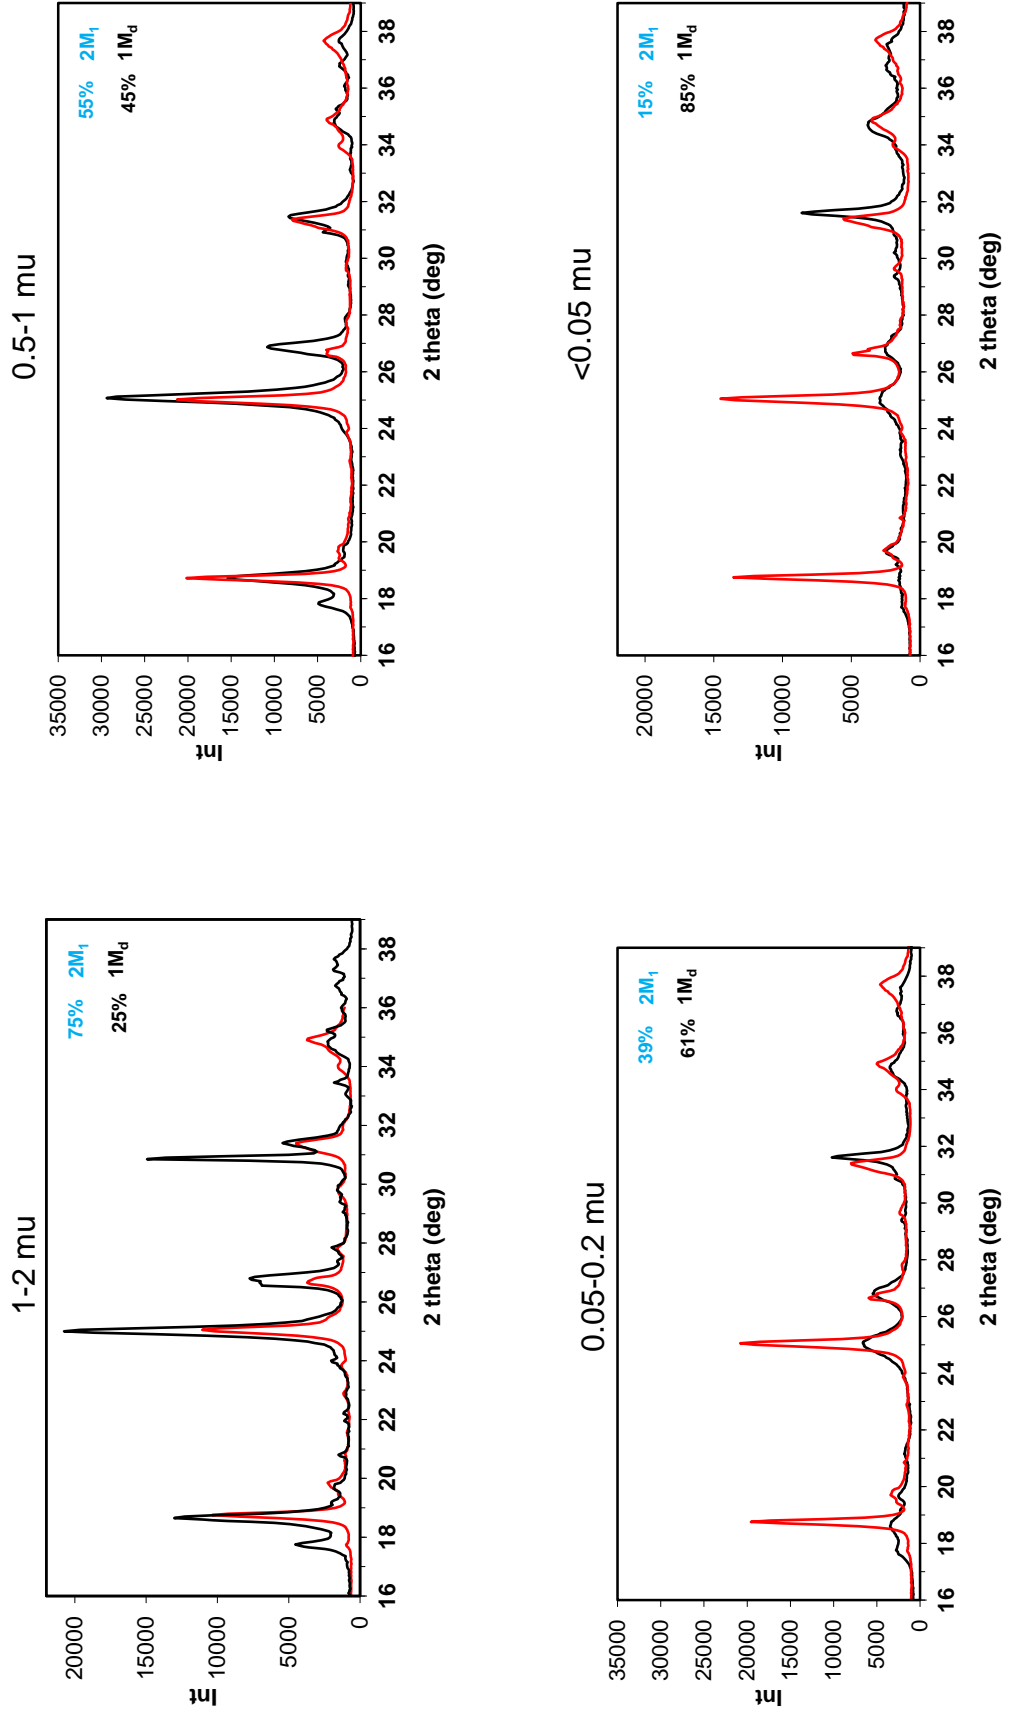 1-2 mu
75% 2M₁
25% 1M_d
Int
20000
15000
10000
5000
0
16 18 20 22 24 26 28 30 32 34 36 38
2 theta (deg)
0.5-1 mu
55% 2M₁
45% 1M_d
Int
35000
30000
25000
20000
15000
10000
5000
0
16 18 20 22 24 26 28 30 32 34 36 38
2 theta (deg)
0.05-0.2 mu
39% 2M₁
61% 1M_d
Int
35000
30000
25000
20000
15000
10000
5000
0
16 18 20 22 24 26 28 30 32 34 36 38
2 theta (deg)
<0.05 mu
15% 2M₁
85% 1M_d
Int
20000
15000
10000
5000
0
16 18 20 22 24 26 28 30 32 34 36 38
2 theta (deg)